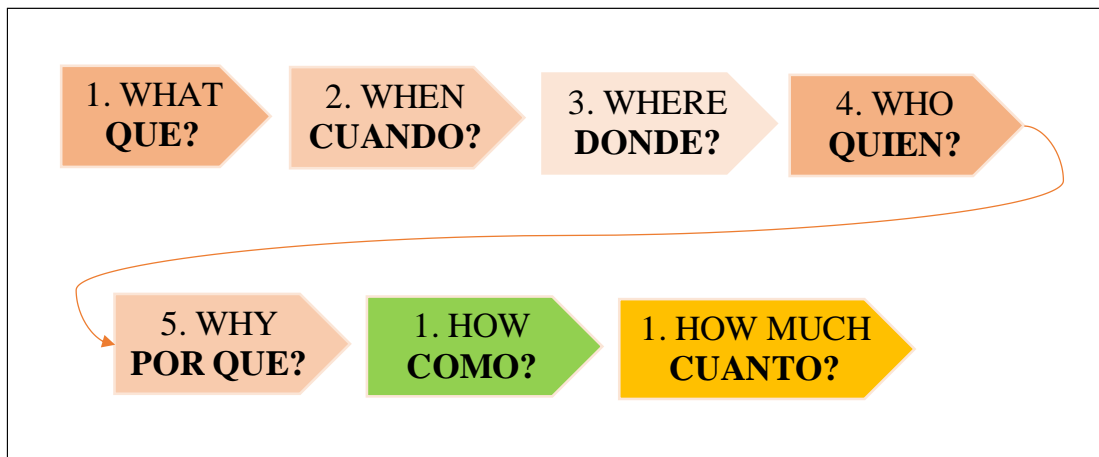 1. WHAT
QUE?
2. WHEN
CUANDO?
3. WHERE
DONDE?
4. WHO
QUIEN?
5. WHY
POR QUE?
1. HOW
COMO?
1. HOW MUCH
CUANTO?